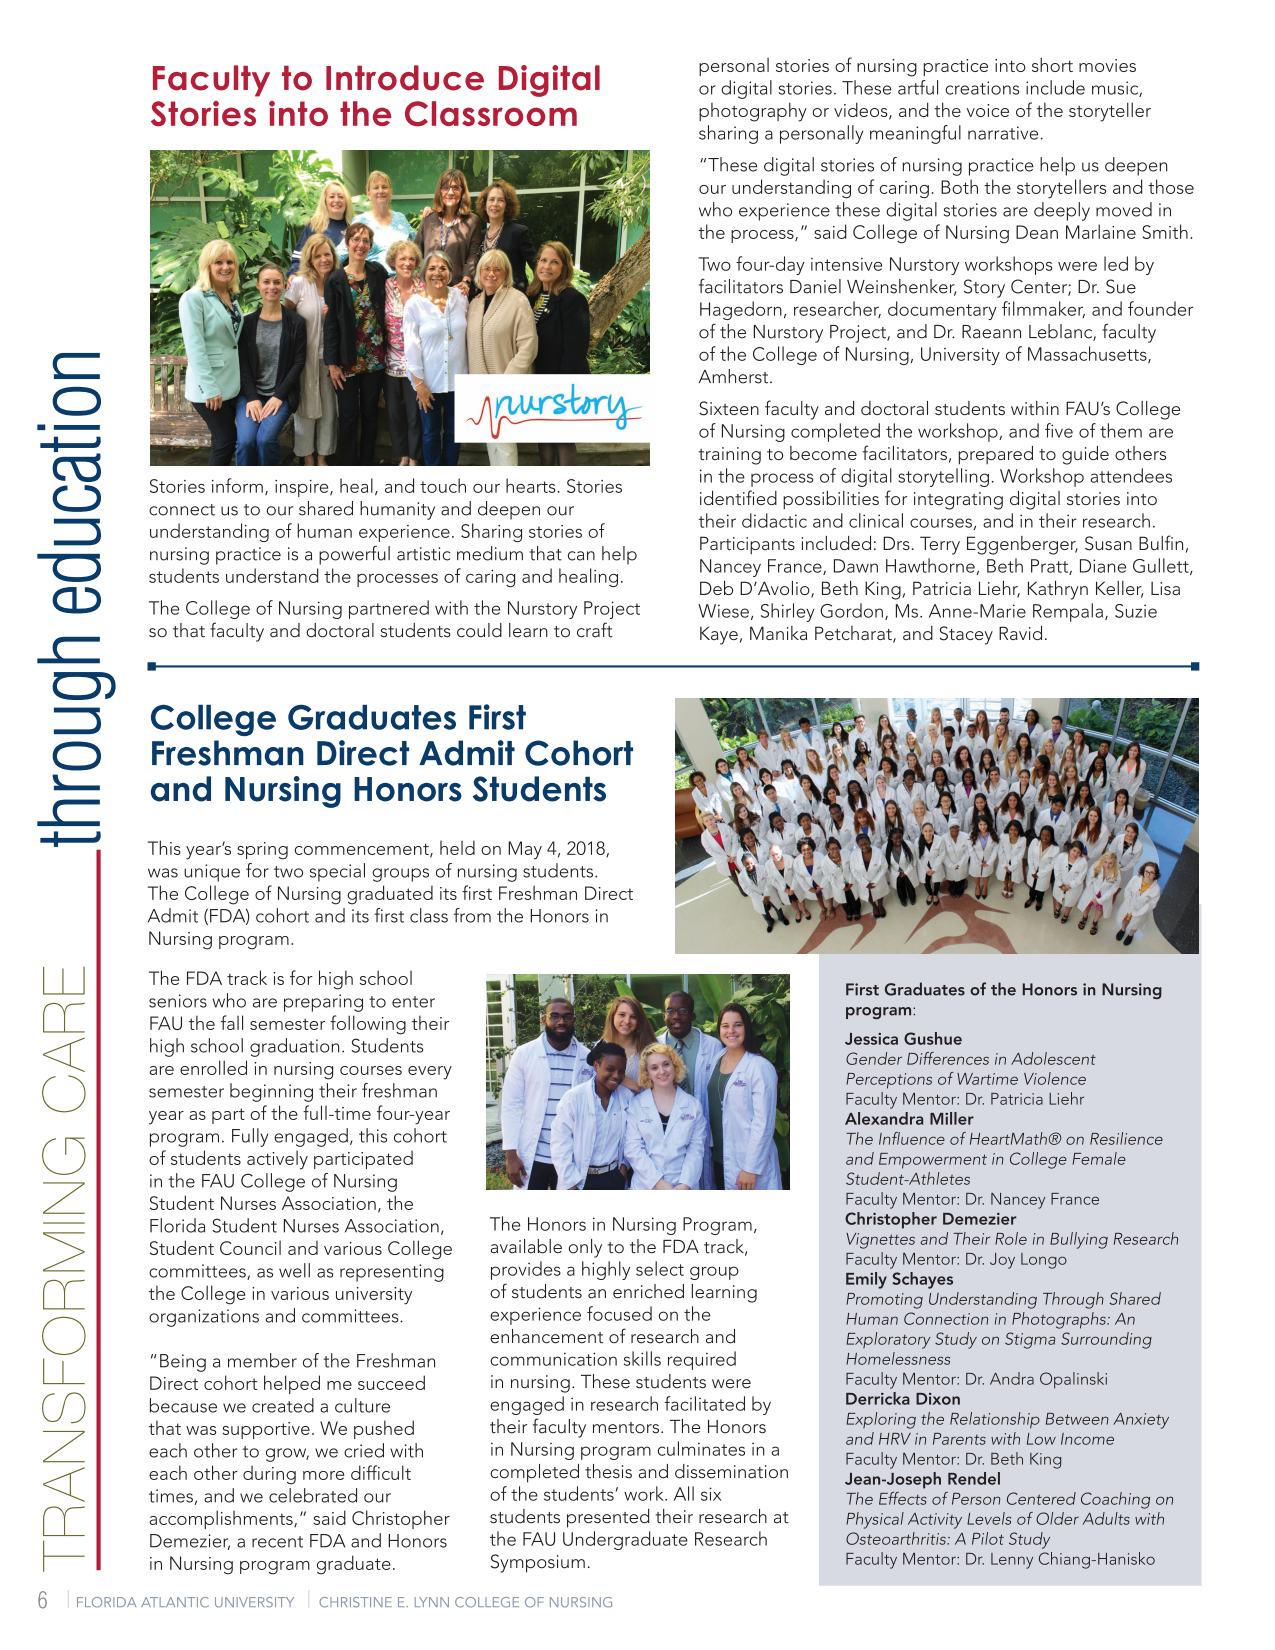 Faculty to Introduce Digital
Stories into the Classroom
nurstory
Stories inform, inspire, heal, and touch our hearts. Stories
connect us to our shared humanity and deepen our
understanding of human experience. Sharing stories of
nursing practice is a powerful artistic medium that can help
students understand the processes of caring and healing.
The College of Nursing partnered with the Nurstory Project
so that faculty and doctoral students could learn to craft
personal stories of nursing practice into short movies
or digital stories. These artful creations include music,
photography or videos, and the voice of the storyteller
sharing a personally meaningful narrative.
“These digital stories of nursing practice help us deepen
our understanding of caring. Both the storytellers and those
who experience these digital stories are deeply moved in
the process,” said College of Nursing Dean Marlaine Smith.
Two four-day intensive Nurstory workshops were led by
facilitators Daniel Weinshenker, Story Center; Dr. Sue
Hagedorn, researcher, documentary filmmaker, and founder
of the Nurstory Project, and Dr. Raeann Leblanc, faculty
of the College of Nursing, University of Massachusetts,
Amherst.
Sixteen faculty and doctoral students within FAU’s College
of Nursing completed the workshop, and five of them are
training to become facilitators, prepared to guide others
in the process of digital storytelling. Workshop attendees
identified possibilities for integrating digital stories into
their didactic and clinical courses, and in their research.
Participants included: Drs. Terry Eggenberger, Susan Bulfin,
Nancey France, Dawn Hawthorne, Beth Pratt, Diane Gullett,
Deb D’Avolio, Beth King, Patricia Liehr, Kathryn Keller, Lisa
Wiese, Shirley Gordon, Ms. Anne-Marie Rempala, Suzie
Kaye, Manika Petcharat, and Stacey Ravid.
College Graduates First
Freshman Direct Admit Cohort
and Nursing Honors Students
This year’s spring commencement, held on May 4, 2018,
was unique for two special groups of nursing students.
The College of Nursing graduated its first Freshman Direct
Admit (FDA) cohort and its first class from the Honors in
Nursing program.
The FDA track is for high school
seniors who are preparing to enter
FAU the fall semester following their
high school graduation. Students
are enrolled in nursing courses every
semester beginning their freshman
year as part of the full-time four-year
program. Fully engaged, this cohort
of students actively participated
in the FAU College of Nursing
Student Nurses Association, the
Florida Student Nurses Association,
Student Council and various College
committees, as well as representing
the College in various university
organizations and committees.
“Being a member of the Freshman
Direct cohort helped me succeed
because we created a culture
that was supportive. We pushed
each other to grow, we cried with
each other during more difficult
times, and we celebrated our
accomplishments,” said Christopher
Demezier, a recent FDA and Honors
in Nursing program graduate.
The Honors in Nursing Program,
available only to the FDA track,
provides a highly select group
of students an enriched learning
experience focused on the
enhancement of research and
communication skills required
in nursing. These students were
engaged in research facilitated by
their faculty mentors. The Honors
in Nursing program culminates in a
completed thesis and dissemination
of the students’ work. All six
students presented their research at
the FAU Undergraduate Research
Symposium.
First Graduates of the Honors in Nursing
program:
Jessica Gushue
Gender Differences in Adolescent
Perceptions of Wartime Violence
Faculty Mentor: Dr. Patricia Liehr
Alexandra Miller
The Influence of HeartMath® on Resilience
and Empowerment in College Female
Student-Athletes
Faculty Mentor: Dr. Nancey France
Christopher Demezier
Vignettes and Their Role in Bullying Research
Faculty Mentor: Dr. Joy Longo
Emily Schayes
Promoting Understanding Through Shared
Human Connection in Photographs: An
Exploratory Study on Stigma Surrounding
Homelessness
Faculty Mentor: Dr. Andra Opalinski
Derricka Dixon
Exploring the Relationship Between Anxiety
and HRV in Parents with Low Income
Faculty Mentor: Dr. Beth King
Jean-Joseph Rendel
The Effects of Person Centered Coaching on
Physical Activity Levels of Older Adults with
Osteoarthritis: A Pilot Study
Faculty Mentor: Dr. Lenny Chiang-Hanisko
TRANSFORMING CARE through education
6 | FLORIDA ATLANTIC UNIVERSITY | CHRISTINE E. LYNN COLLEGE OF NURSING